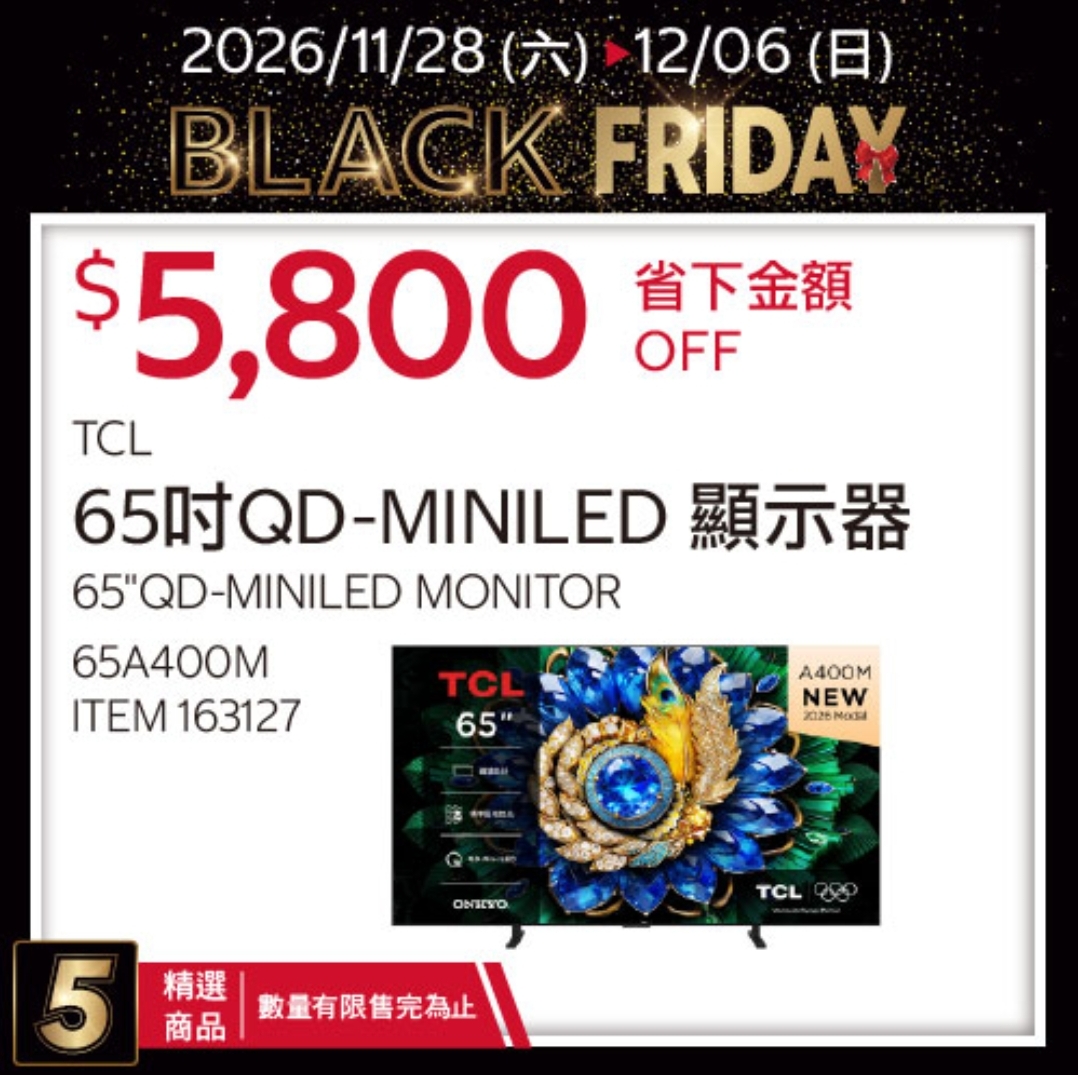 2026/11/28 (六) ▶ 12/06 (日)
BLACK FRIDAY
$5,800
省下金額
OFF
TCL
65吋QD-MINILED 顯示器
65"QD-MINILED MONITOR
65A400M
ITEM 163127
TCL
65"
ONKYO
A400M
NEW
2026 Model
TCL
5
精選
商品
數量有限售完為止